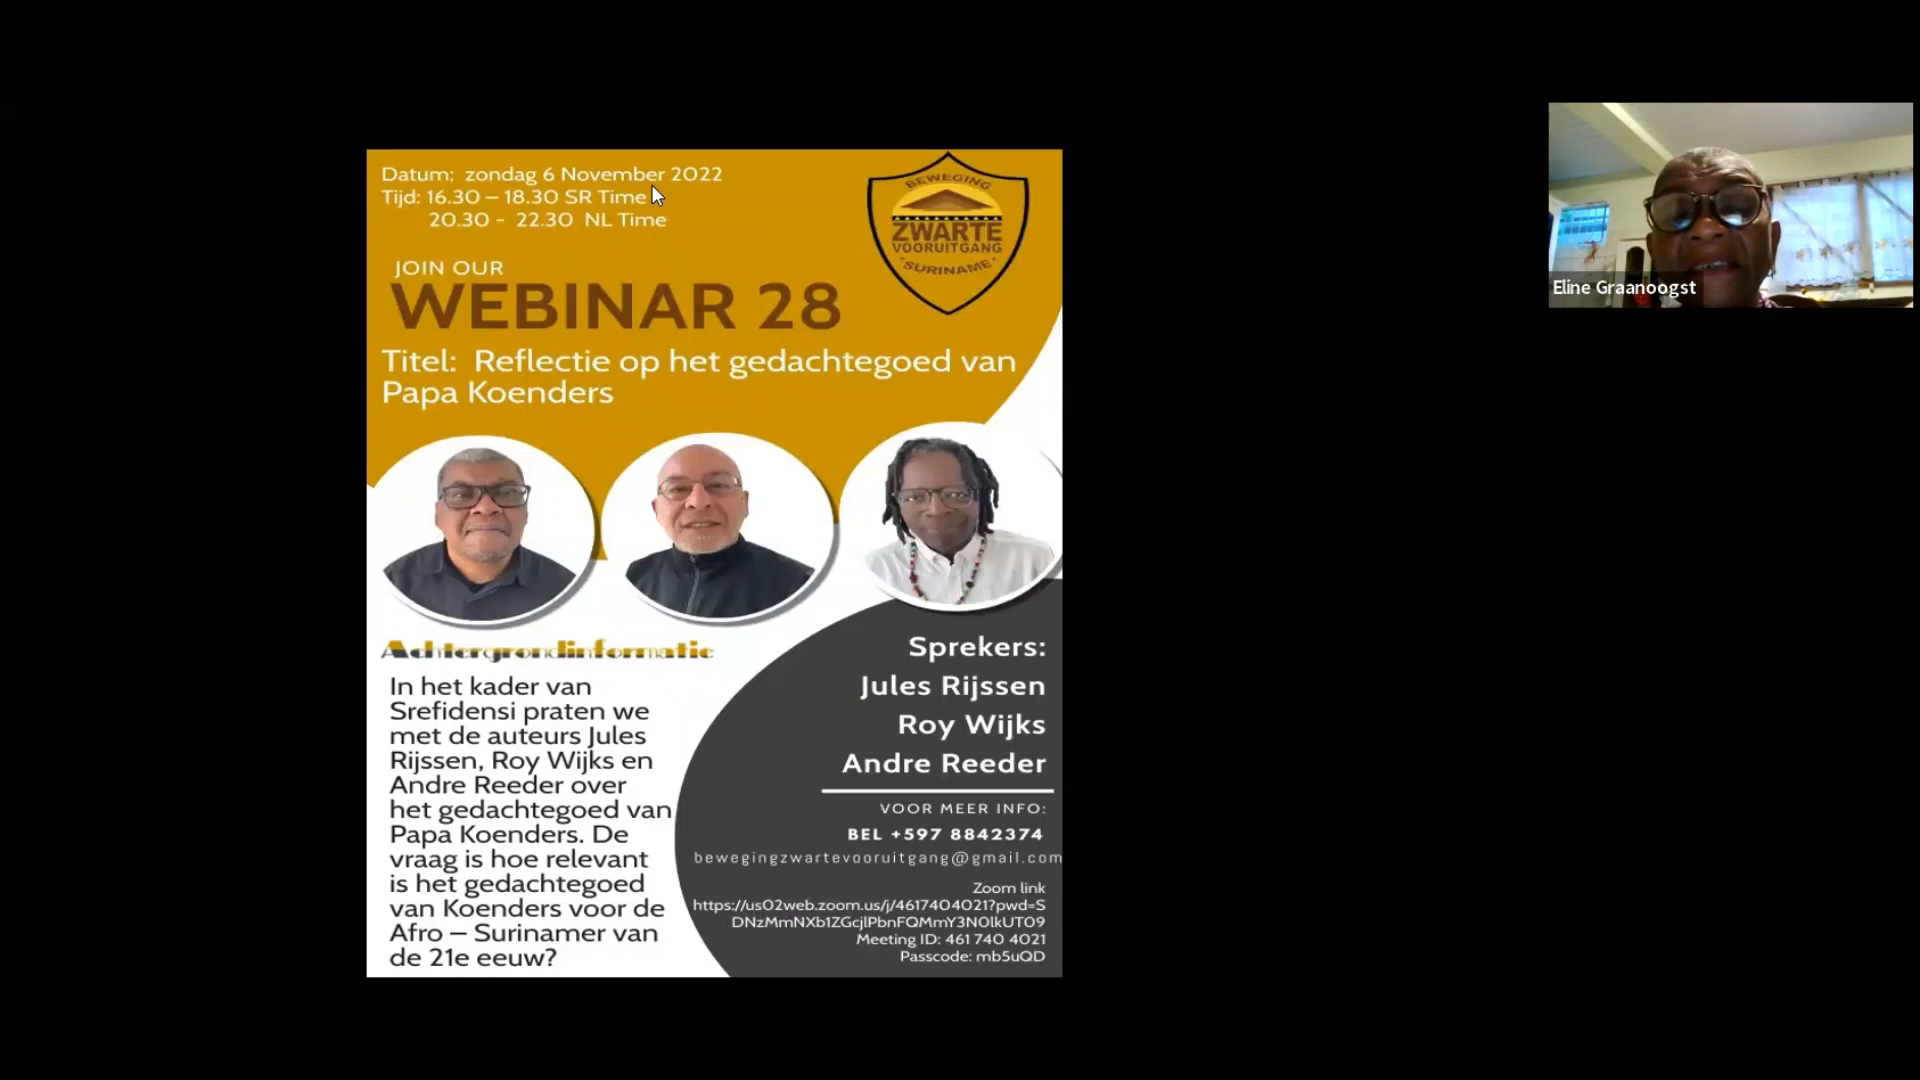 Datum: zondag 6 November 2022
Tijd: 16.30 – 18.30 SR Time
20.30 - 22.30 NL Time
BEWEGING
ZWARTE
VOORUITGANG
SURINAME
JOIN OUR
WEBINAR 28
Titel: Reflectie op het gedachtegoed van
Papa Koenders
Eline Graanoogst
Achtergrondinformatie
In het kader van
Srefidensi praten we
met de auteurs Jules
Rijssen, Roy Wijks en
Andre Reeder over
het gedachtegoed van
Papa Koenders. De
vraag is hoe relevant
is het gedachtegoed
van Koenders voor de
Afro – Surinamer van
de 21e eeuw?
Sprekers:
Jules Rijssen
Roy Wijks
Andre Reeder
VOOR MEER INFO:
BEL +597 8842374
bewegingzwartevooruitgang@gmail.com
Zoom link
https://us02web.zoom.us/j/4617404021?pwd=S
DNzMmNXb1ZGcjlPbnFQMmY3N0lkUT09
Meeting ID: 461 740 4021
Passcode: mb5uQD